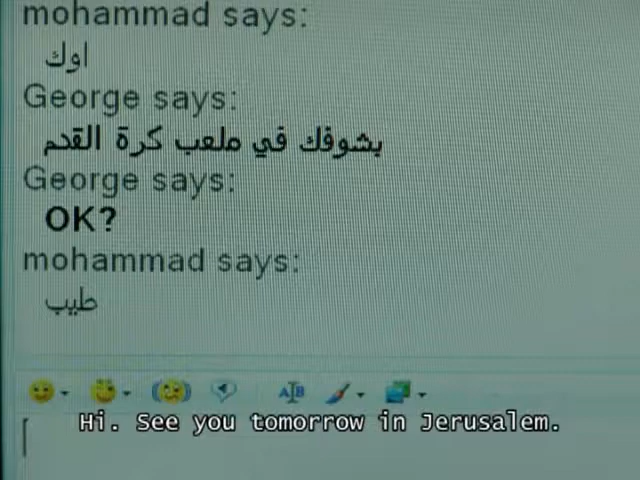 mohammad says:
اوك
George says:
بشوفك في ملعب كرة القدم
George says:
OK?
mohammad says:
طيب
Hi. See you tomorrow in Jerusalem.